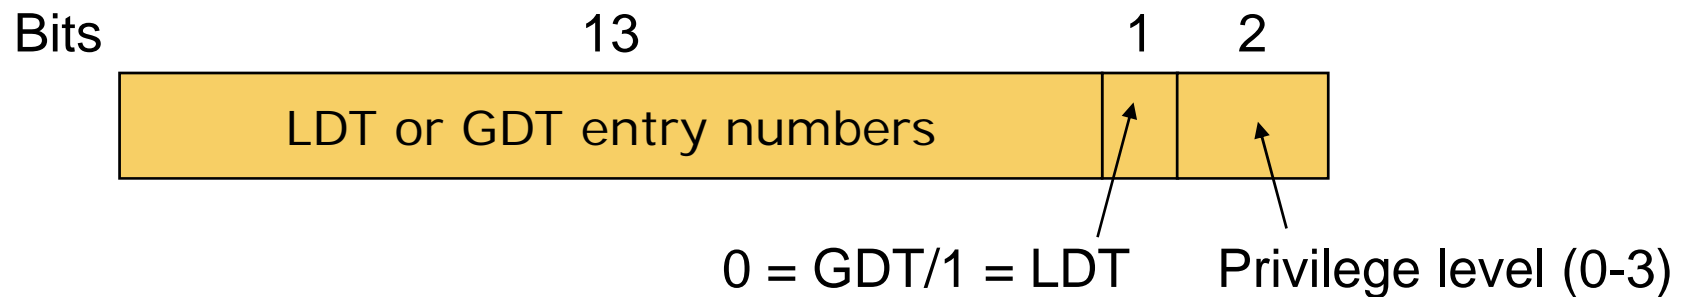 Bits 13 1 2
LDT or GDT entry numbers
0 = GDT/1 = LDT Privilege level (0-3)